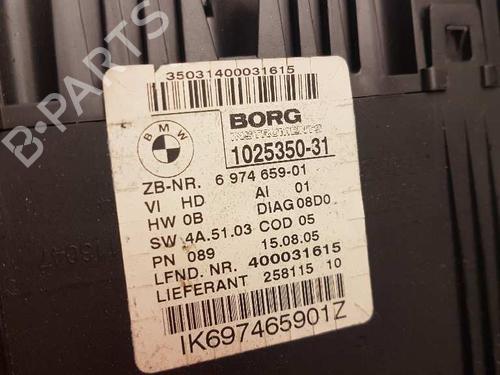 35031400031615
BMW
BORG
INSTRUMENTS
1025350-31
ZB-NR. 6 974 659-01
VI HD AI 01
HW 0B DIAG 08D0
SW 4A.51.03 COD 05
PN 089 15.08.05
LFND. NR. 400031615
LIEFERANT 258115 10
IK697465901Z
B-Parts